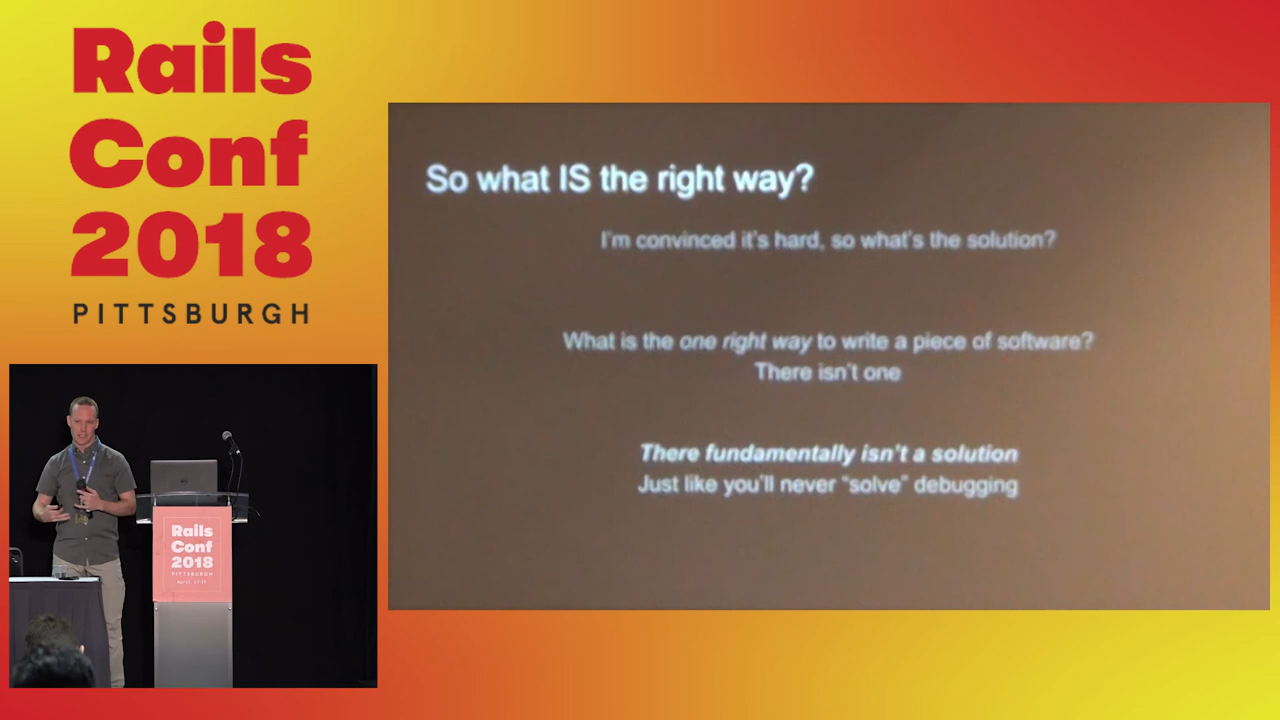 Rails
Conf
2018
PITTSBURGH
So what IS the right way?
I'm convinced it's hard, so what's the solution?
What is the one right way to write a piece of software?
There isn't one
There fundamentally isn't a solution
Just like you'll never “solve” debugging
Rails
Conf
2018
PITTSBURGH